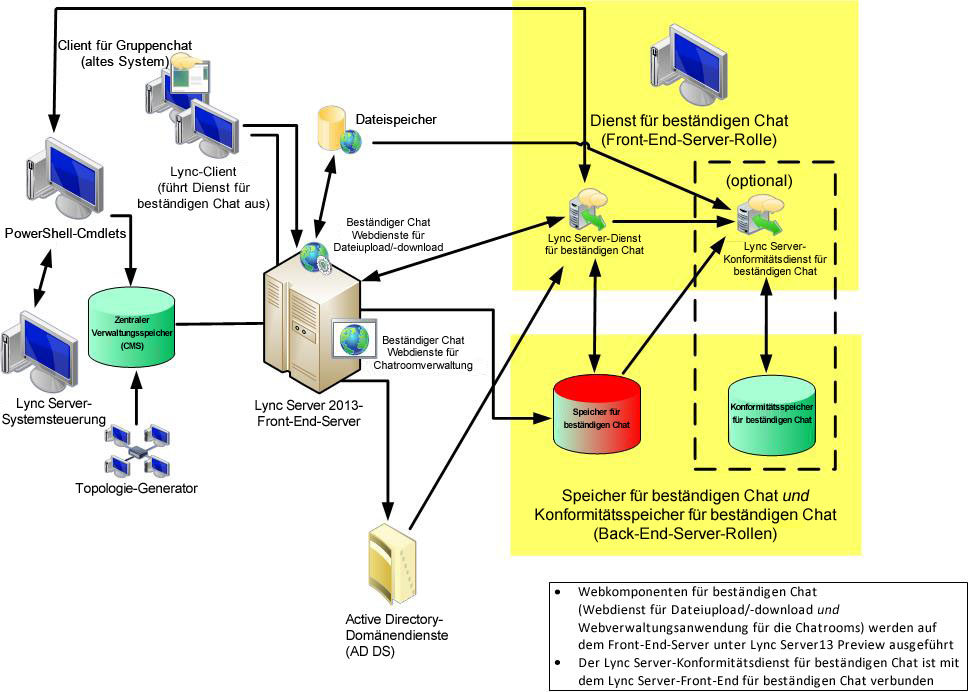 Client für Gruppenchat
(altes System)
Dateispeicher
Dienst für beständigen Chat
(Front-End-Server-Rolle)
Lync-Client
(führt Dienst für
beständigen Chat aus)
(optional)
PowerShell-Cmdlets
Beständiger Chat
Webdienste für
Dateiupload/-download
Lync Server-Dienst
für beständigen Chat
Lync Server-
Konformitätsdienst für
beständigen Chat
Zentraler
Verwaltungsspeicher
(CMS)
Beständiger Chat
Webdienste für
Chatroomverwaltung
Lync Server-
Systemsteuerung
Lync Server 2013-
Front-End-Server
Speicher für
beständigen Chat
Konformitätsspeicher
für beständigen Chat
Topologie-Generator
Speicher für beständigen Chat und
Konformitätsspeicher für beständigen Chat
(Back-End-Server-Rollen)
Active Directory-
Domänendienste
(AD DS)
• Webkomponenten für beständigen Chat
(Webdienst für Dateiupload/-download und
Webverwaltungsanwendung für die Chatrooms) werden auf
dem Front-End-Server unter Lync Server13 Preview ausgeführt
• Der Lync Server-Konformitätsdienst für beständigen Chat ist mit
dem Lync Server-Front-End für beständigen Chat verbunden